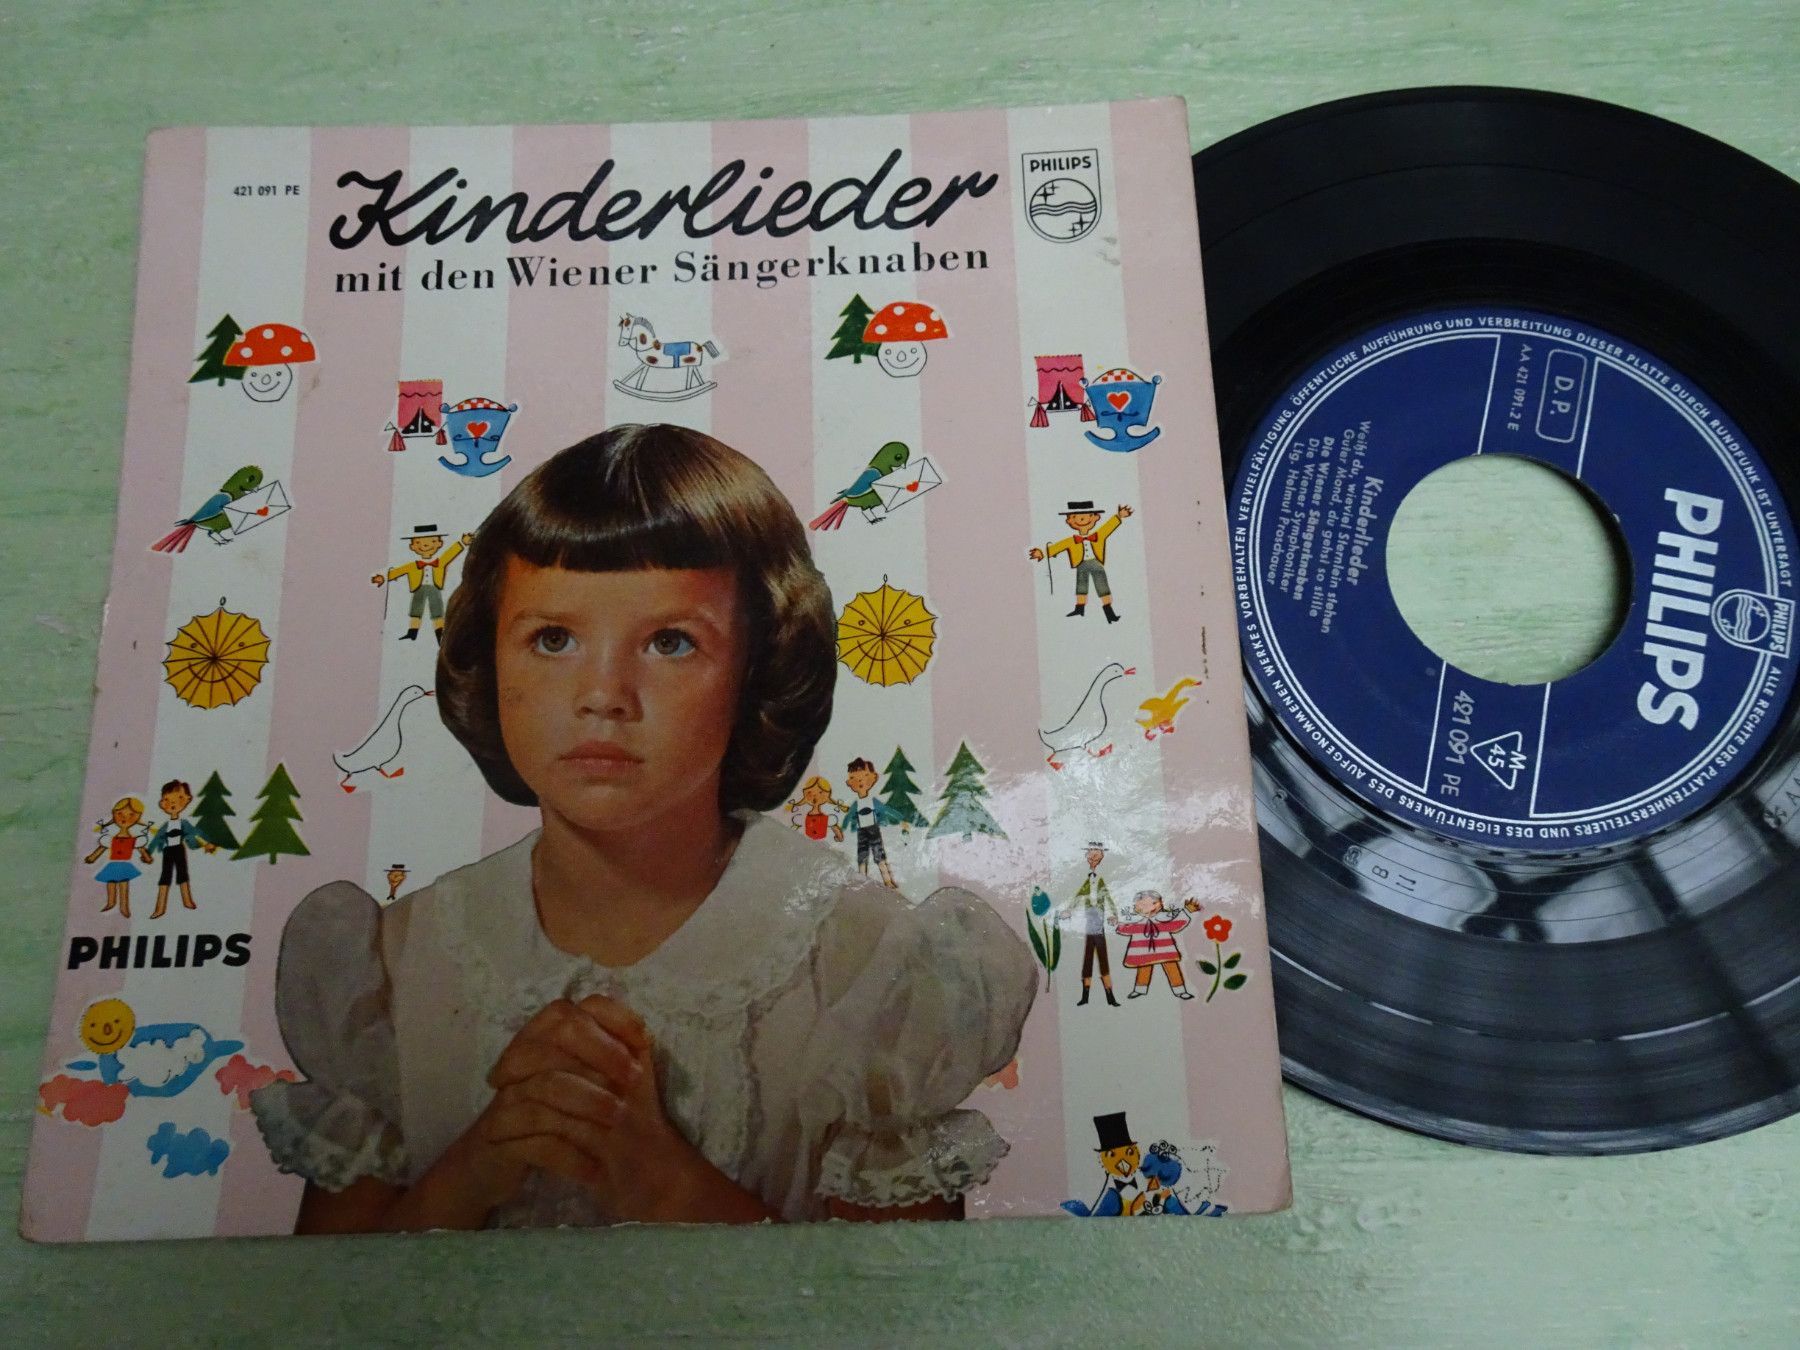 421 091 PE
Kinderlieder
mit den Wiener Sängerknaben
PHILIPS
PHILIPS
PHILIPS
PHILIPS
ALLE RECHTE DES PLATTENHERSTELLERS UND DES EIGENTÜMERS DES AUFGENOMMENEN WERKES VORBEHALTEN VERVIELFÄLTIGUNG, ÖFFENTLICHE AUFFÜHRUNG UND VERBREITUNG DIESER PLATTE DURCH RUNDFUNK IST UNTERSAGT
D.P.
AA 421 091-2 E
421 091 PE
M
45
Kinderlieder
Weißt du, wieviel Sternlein stehen
Guter Mond, du gehst so stille
Die Wiener Sängerknaben
Die Wiener Symphoniker
Ltg. Helmut Froschauer